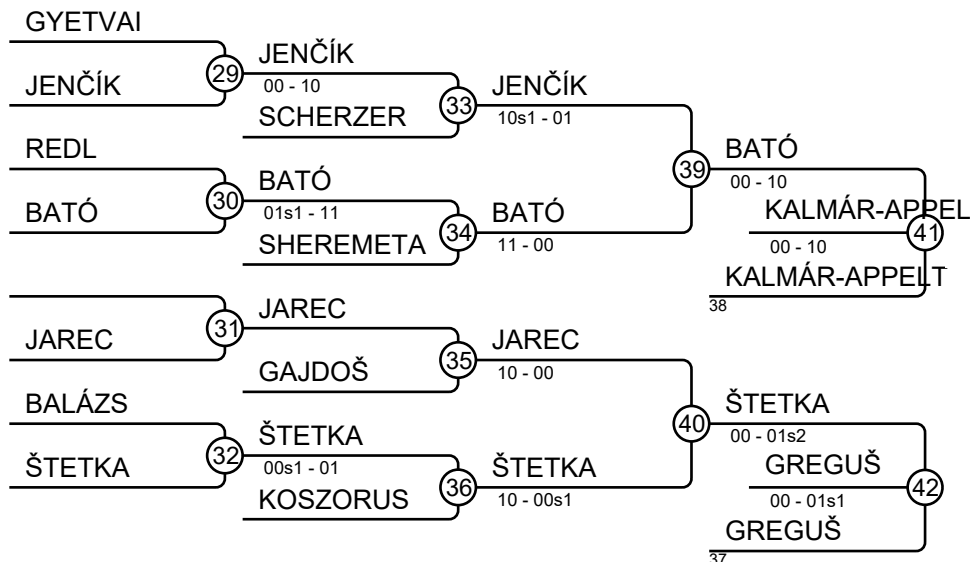 GYETVAI
29
JENČÍK
00 - 10
JENČÍK
33
JENČÍK
10s1 - 01
SCHERZER
REDL
39
BATÓ
00 - 10
30
BATÓ
01s1 - 11
BATÓ
34
BATÓ
11 - 00
SHEREMETA
KALMÁR-APPEL
00 - 10
41
KALMÁR-APPELT
38
31
JAREC
JAREC
35
JAREC
10 - 00
GAJDOŠ
BALÁZS
40
ŠTETKA
00 - 01s2
32
ŠTETKA
00s1 - 01
ŠTETKA
36
ŠTETKA
10 - 00s1
KOSZORUS
GREGUŠ
00 - 01s1
42
GREGUŠ
37